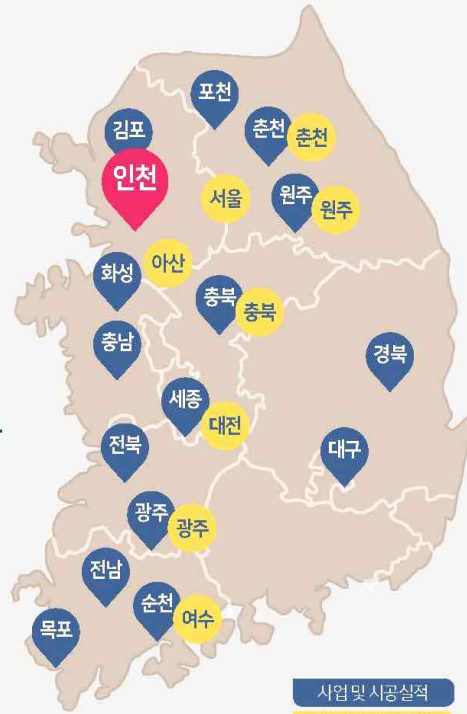 포천
김포
춘천
춘천
인천
서울
원주
원주
아산
화성
충북
충북
충남
경북
세종
대전
전북
대구
광주
광주
전남
순천
여수
목포
사업 및 시공실적